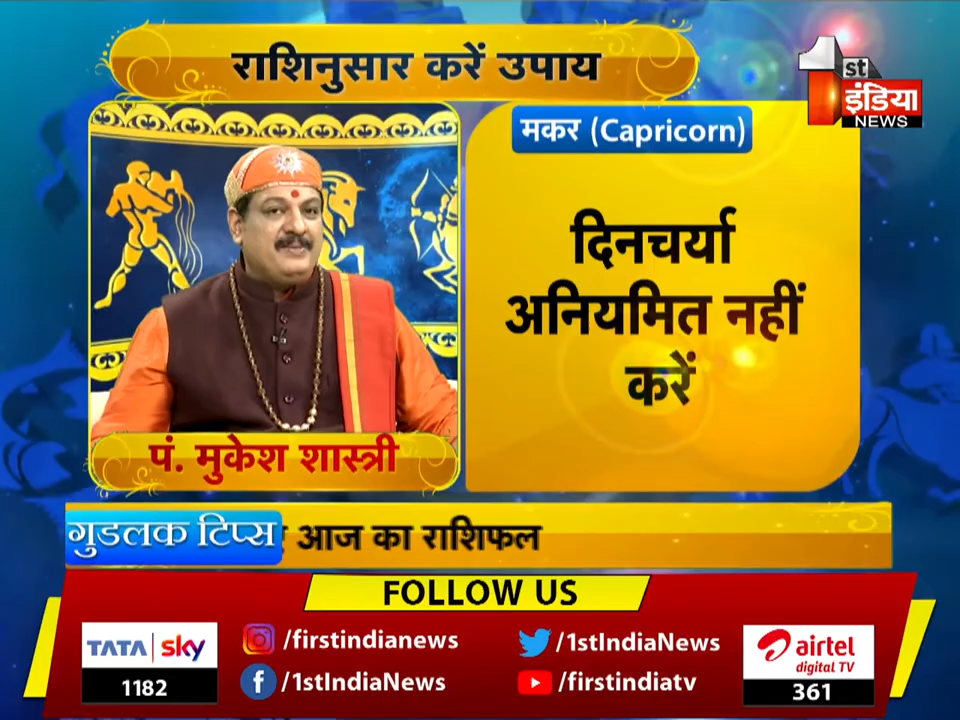 राशिनुसार करें उपाय
1st
इंडिया
NEWS
मकर (Capricorn)
दिनचर्या
अनियमित नहीं
करें
पं. मुकेश शास्त्री
गुडलक टिप्स
आज का राशिफल
FOLLOW US
TATA sky
1182
/firstindianews
/1stIndiaNews
/1stIndiaNews
/firstindiatv
airtel
digital TV
361